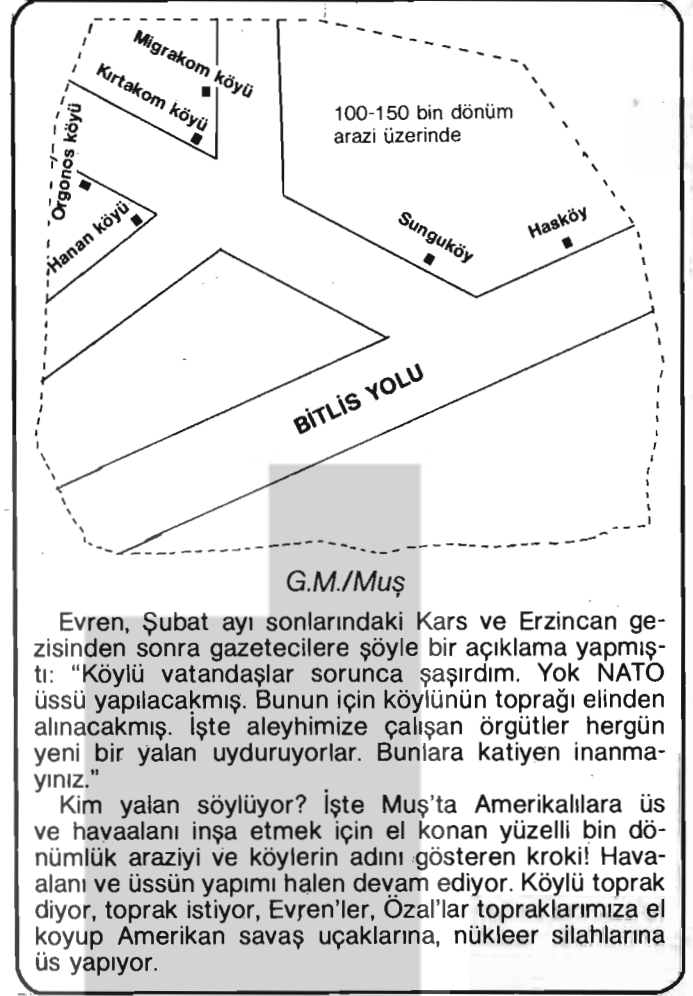 Migrakom köyü
Kırtakom köyü
100-150 bin dönüm
arazi üzerinde
Orgonos köyü
Hanan köyü
Sunguköy
Hasköy
BİTLİS YOLU
G.M./Muş
Evren, Şubat ayı sonlarındaki Kars ve Erzincan ge-
zisinden sonra gazetecilere şöyle bir açıklama yapmış-
tı: “Köylü vatandaşlar sorunca şaşırdım. Yok NATO
üssü yapılacakmış. Bunun için köylünün toprağı elinden
alınacakmış. İşte aleyhimize çalışan örgütler hergün
yeni bir yalan uyduruyorlar. Bunlara katiyen inanma-
yınız.”
Kim yalan söylüyor? İşte Muş’ta Amerikalılara üs
ve havaalanı inşa etmek için el konan yüzelli bin dö-
nümlük araziyi ve köylerin adını gösteren kroki! Hava-
alanı ve üssün yapımı halen devam ediyor. Köylü toprak
diyor, toprak istiyor, Evren’ler, Özal’lar topraklarımıza el
koyup Amerikan savaş uçaklarına, nükleer silahlarına
üs yapıyor.